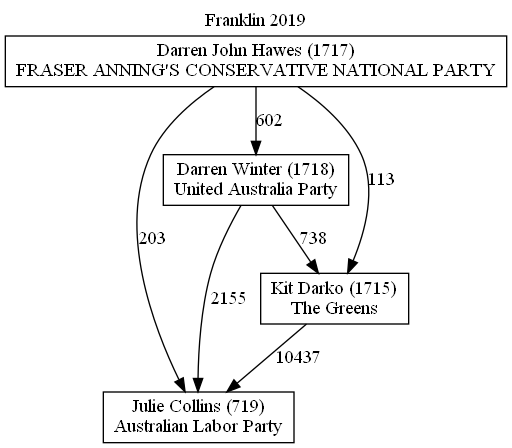 Franklin 2019
Darren John Hawes (1717)
FRASER ANNING'S CONSERVATIVE NATIONAL PARTY
602
Darren Winter (1718)
United Australia Party
113
203
738
Kit Darko (1715)
The Greens
2155
10437
Julie Collins (719)
Australian Labor Party